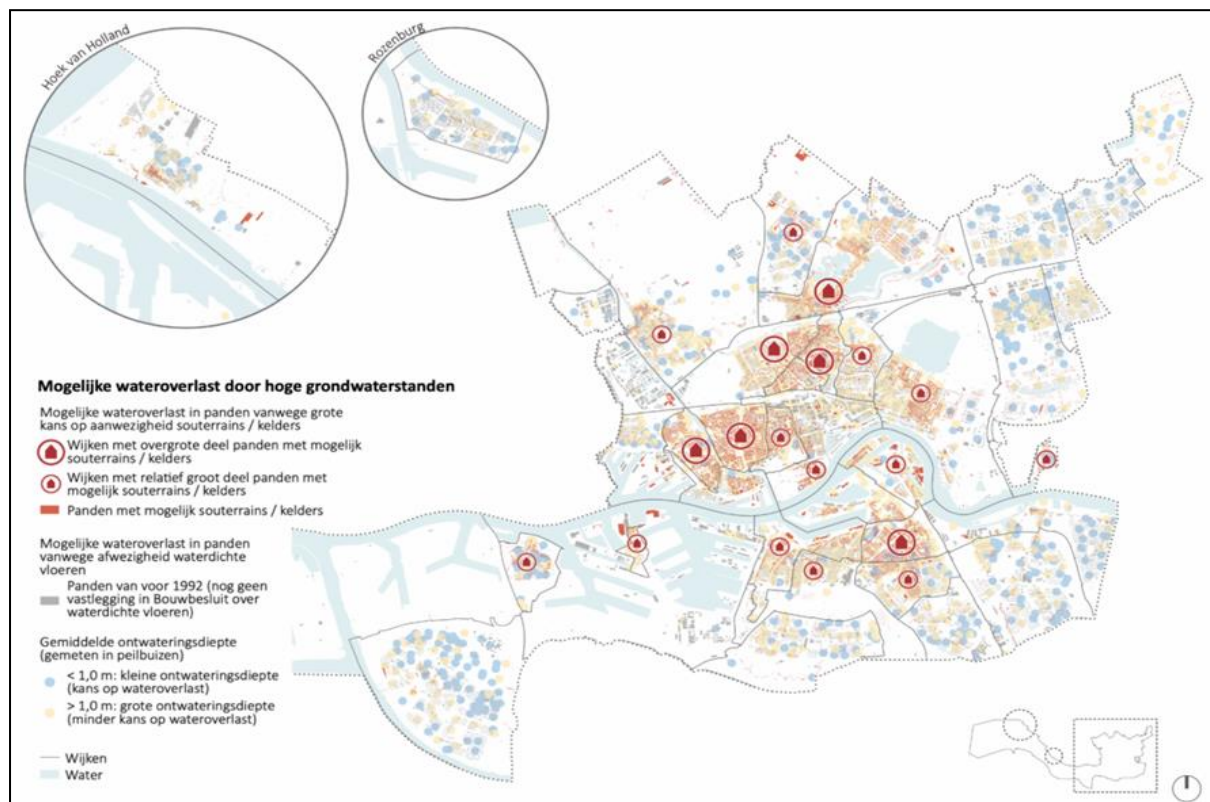 Hoek van Holland
Rozenburg
Mogelijke wateroverlast door hoge grondwaterstanden
Mogelijke wateroverlast in panden vanwege grote
kans op aanwezigheid souterrains / kelders
Wijken met overgrote deel panden met mogelijk
souterrains / kelders
Wijken met relatief groot deel panden met
mogelijk souterrains / kelders
Panden met mogelijk souterrains / kelders
Mogelijke wateroverlast in panden
vanwege afwezigheid waterdichte
vloeren
Panden van voor 1992 (nog geen
vastlegging in Bouwbesluit over
waterdichte vloeren)
Gemiddelde ontwateringsdiepte
(gemeten in peilbuizen)
< 1,0 m: kleine ontwateringsdiepte
(kans op wateroverlast)
> 1,0 m: grote ontwateringsdiepte
(minder kans op wateroverlast)
Wijken
Water